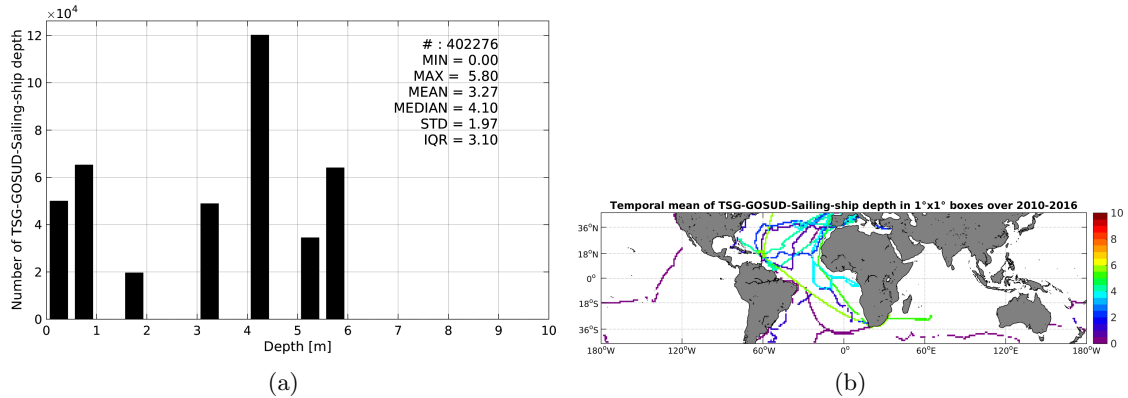 ×10⁴
12
10
8
6
4
2
0
Number of TSG-GOSUD-Sailing-ship depth
# : 402276
MIN = 0.00
MAX = 5.80
MEAN = 3.27
MEDIAN = 4.10
STD = 1.97
IQR = 3.10
0 1 2 3 4 5 6 7 8 9 10
Depth [m]
(a)
Temporal mean of TSG-GOSUD-Sailing-ship depth in 1°x1° boxes over 2010-2016
36°N
18°N
0°
18°S
36°S
180°W 120°W 60°W 0° 60°E 120°E 180°W
10
8
6
4
2
0
(b)